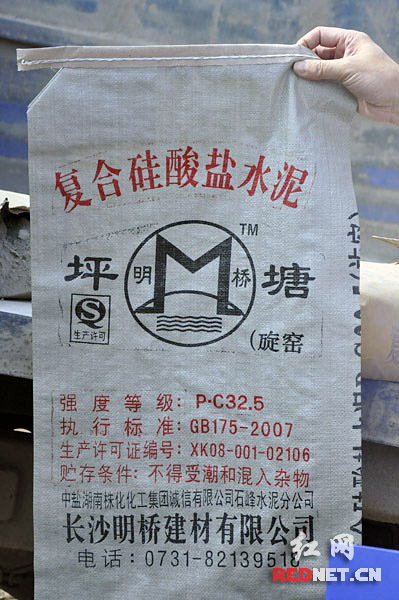 复合硅酸盐水泥
TM
坪 明 桥 塘
生产许可
(旋窑
强度等级: P·C32.5
执行标准: GB175-2007
生产许可证编号: XK08-001-02106
贮存条件: 不得受潮和混入杂物
中盐湖南株化化工集团诚信有限公司石峰水泥分公司
长沙明桥建材有限公司
电话: 0731-82139518
红网
REDNET.CN